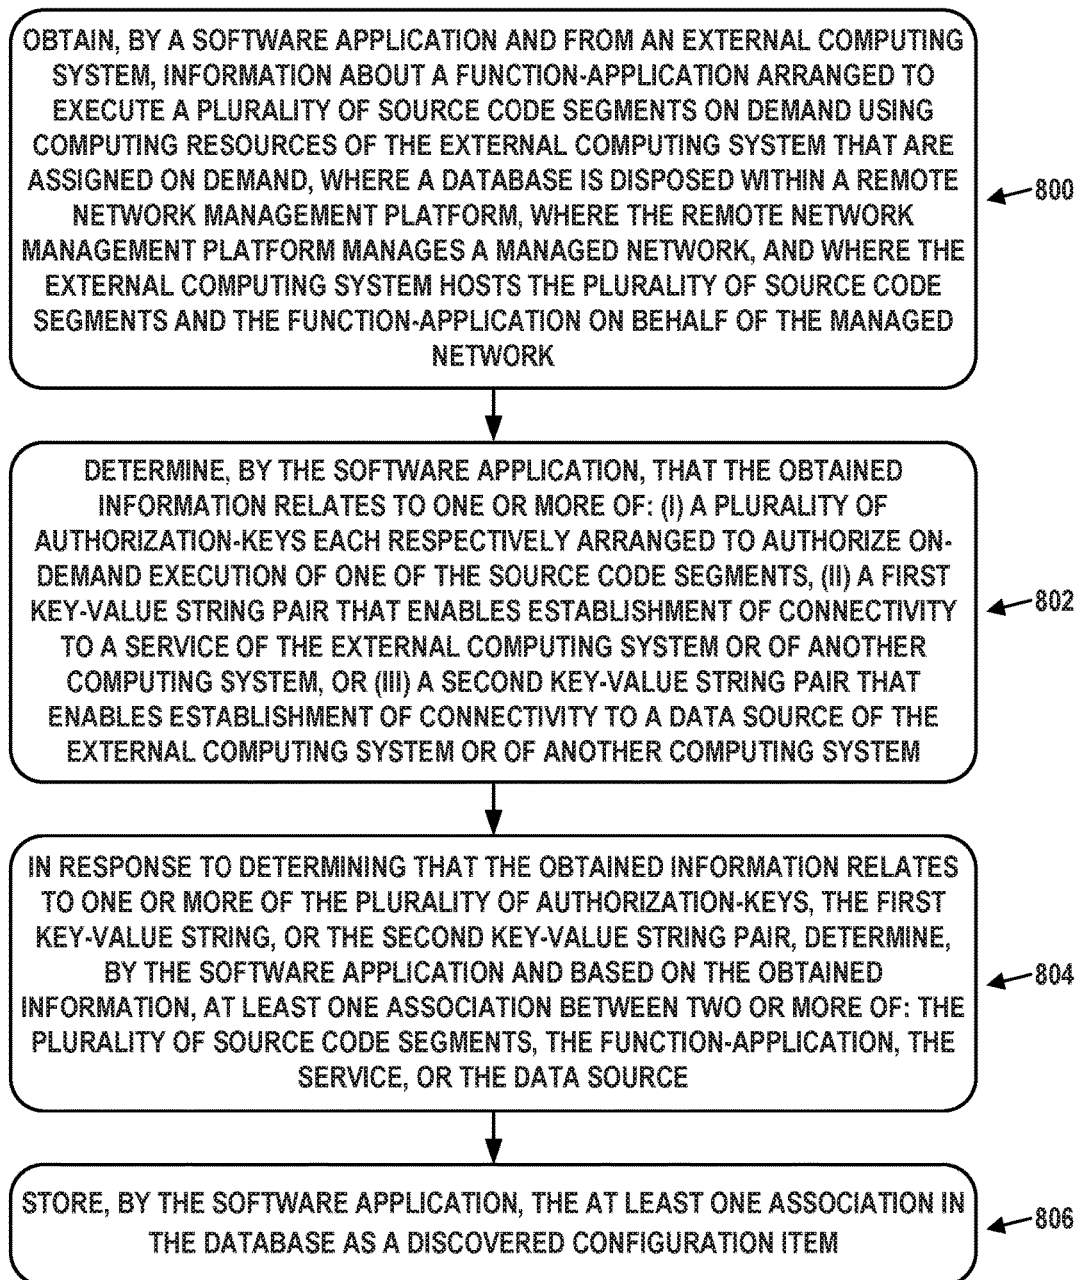 OBTAIN, BY A SOFTWARE APPLICATION AND FROM AN EXTERNAL COMPUTING
SYSTEM, INFORMATION ABOUT A FUNCTION-APPLICATION ARRANGED TO
EXECUTE A PLURALITY OF SOURCE CODE SEGMENTS ON DEMAND USING
COMPUTING RESOURCES OF THE EXTERNAL COMPUTING SYSTEM THAT ARE
ASSIGNED ON DEMAND, WHERE A DATABASE IS DISPOSED WITHIN A REMOTE
NETWORK MANAGEMENT PLATFORM, WHERE THE REMOTE NETWORK
MANAGEMENT PLATFORM MANAGES A MANAGED NETWORK, AND WHERE THE
EXTERNAL COMPUTING SYSTEM HOSTS THE PLURALITY OF SOURCE CODE
SEGMENTS AND THE FUNCTION-APPLICATION ON BEHALF OF THE MANAGED
NETWORK
800
DETERMINE, BY THE SOFTWARE APPLICATION, THAT THE OBTAINED
INFORMATION RELATES TO ONE OR MORE OF: (I) A PLURALITY OF
AUTHORIZATION-KEYS EACH RESPECTIVELY ARRANGED TO AUTHORIZE ON-
DEMAND EXECUTION OF ONE OF THE SOURCE CODE SEGMENTS, (II) A FIRST
KEY-VALUE STRING PAIR THAT ENABLES ESTABLISHMENT OF CONNECTIVITY
TO A SERVICE OF THE EXTERNAL COMPUTING SYSTEM OR OF ANOTHER
COMPUTING SYSTEM, OR (III) A SECOND KEY-VALUE STRING PAIR THAT
ENABLES ESTABLISHMENT OF CONNECTIVITY TO A DATA SOURCE OF THE
EXTERNAL COMPUTING SYSTEM OR OF ANOTHER COMPUTING SYSTEM
802
IN RESPONSE TO DETERMINING THAT THE OBTAINED INFORMATION RELATES
TO ONE OR MORE OF THE PLURALITY OF AUTHORIZATION-KEYS, THE FIRST
KEY-VALUE STRING, OR THE SECOND KEY-VALUE STRING PAIR, DETERMINE,
BY THE SOFTWARE APPLICATION AND BASED ON THE OBTAINED
INFORMATION, AT LEAST ONE ASSOCIATION BETWEEN TWO OR MORE OF: THE
PLURALITY OF SOURCE CODE SEGMENTS, THE FUNCTION-APPLICATION, THE
SERVICE, OR THE DATA SOURCE
804
STORE, BY THE SOFTWARE APPLICATION, THE AT LEAST ONE ASSOCIATION IN
THE DATABASE AS A DISCOVERED CONFIGURATION ITEM
806